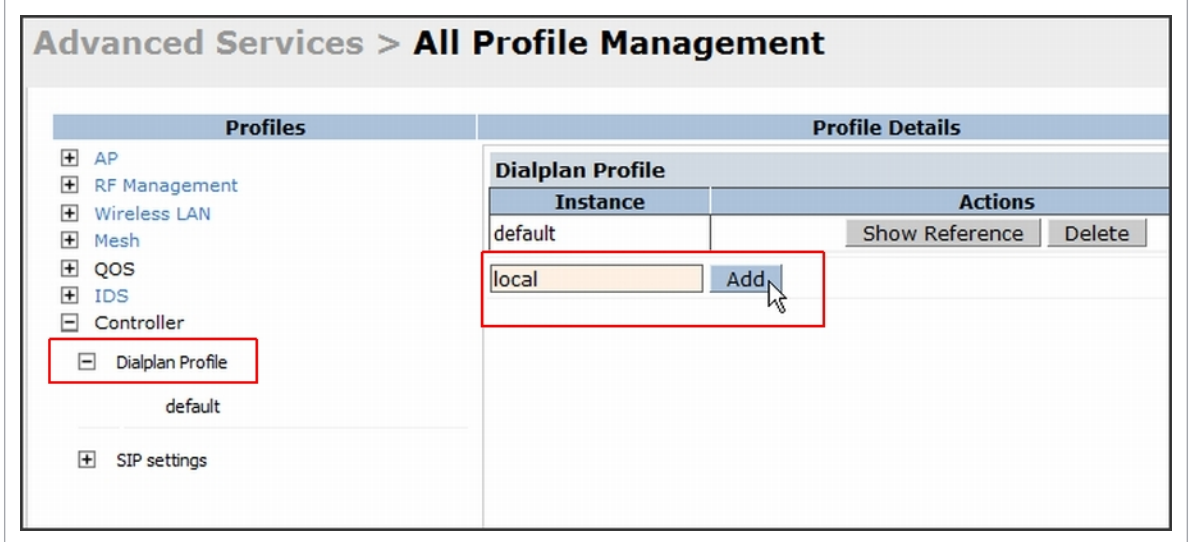 Advanced Services > All Profile Management
Profiles
Profile Details
AP
RF Management
Wireless LAN
Mesh
QOS
IDS
Controller
Dialplan Profile
default
SIP settings
Dialplan Profile
Instance Actions
default Show Reference Delete
local Add